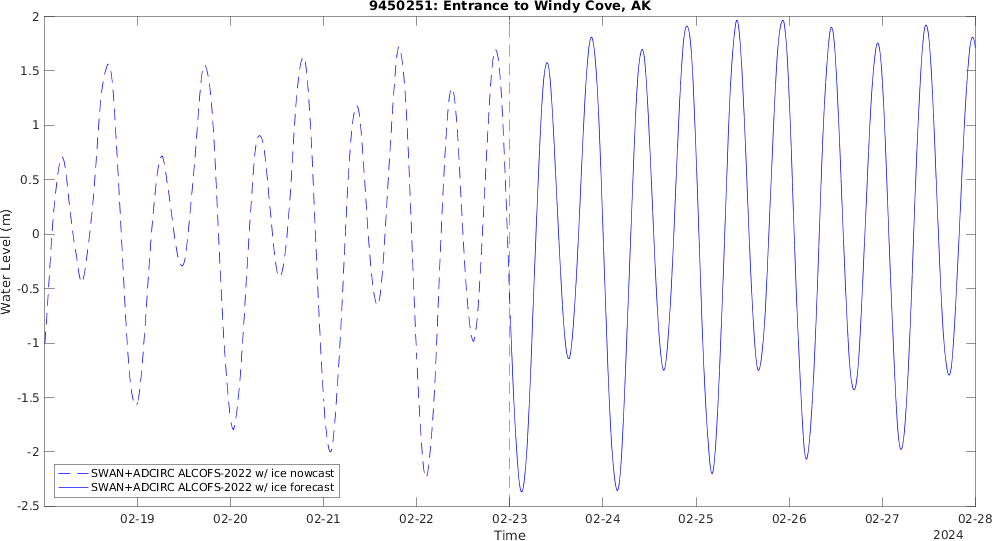 9450251: Entrance to Windy Cove, AK
2
1.5
1
0.5
0
-0.5
-1
-1.5
-2
-2.5
Water Level (m)
SWAN+ADCIRC ALCOFS-2022 w/ ice nowcast
SWAN+ADCIRC ALCOFS-2022 w/ ice forecast
02-19 02-20 02-21 02-22 02-23 02-24 02-25 02-26 02-27 02-28
Time
2024